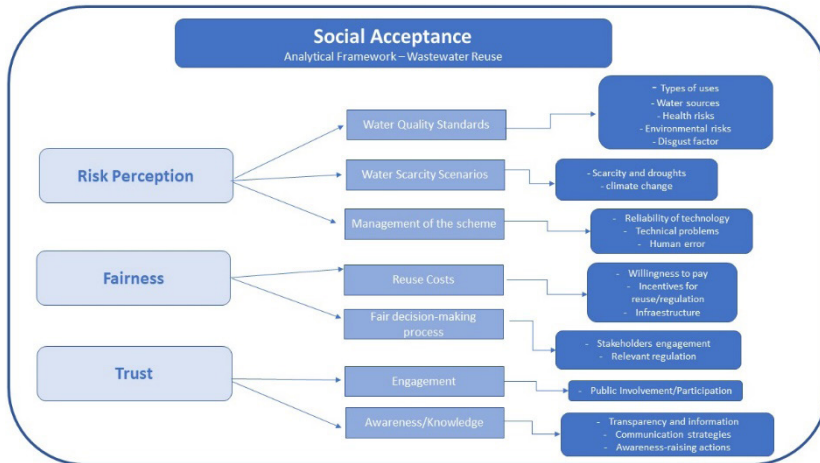 Social Acceptance
Analytical Framework – Wastewater Reuse
Risk Perception
Water Quality Standards
- Types of uses
- Water sources
- Health risks
- Environmental risks
- Disgust factor
Water Scarcity Scenarios
- Scarcity and droughts
- climate change
Management of the scheme
- Reliability of technology
- Technical problems
- Human error
Fairness
Reuse Costs
- Willingness to pay
- Incentives for
reuse/regulation
- Infraestructure
Fair decision-making
process
- Stakeholders engagement
- Relevant regulation
Trust
Engagement
- Public Involvement/Participation
Awareness/Knowledge
- Transparency and information
- Communication strategies
- Awareness-raising actions